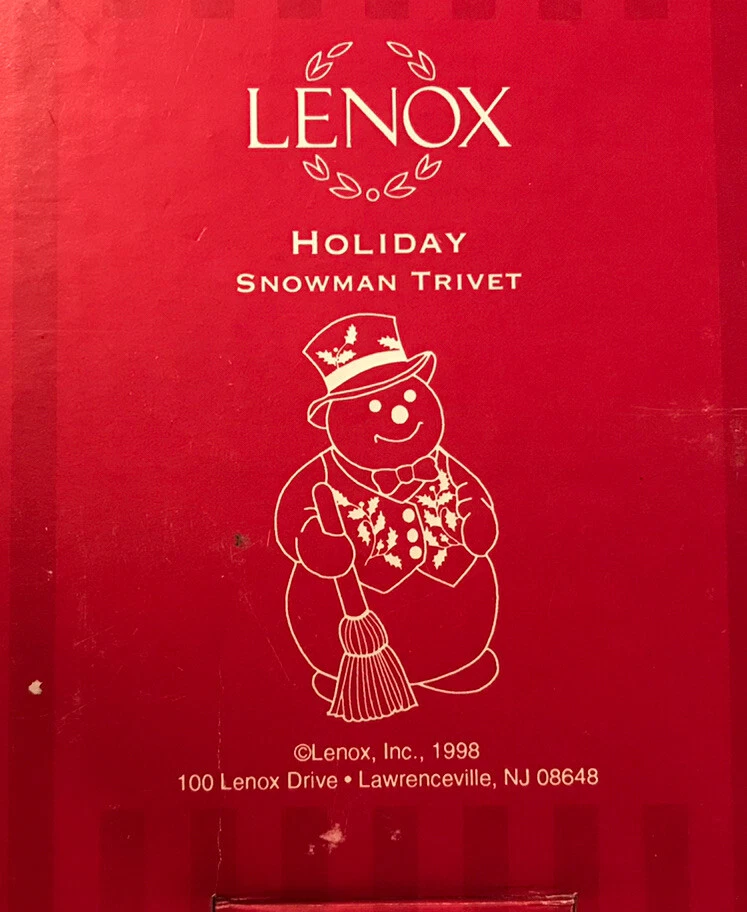 LENOX
HOLIDAY
SNOWMAN TRIVET
©Lenox, Inc., 1998
100 Lenox Drive • Lawrenceville, NJ 08648